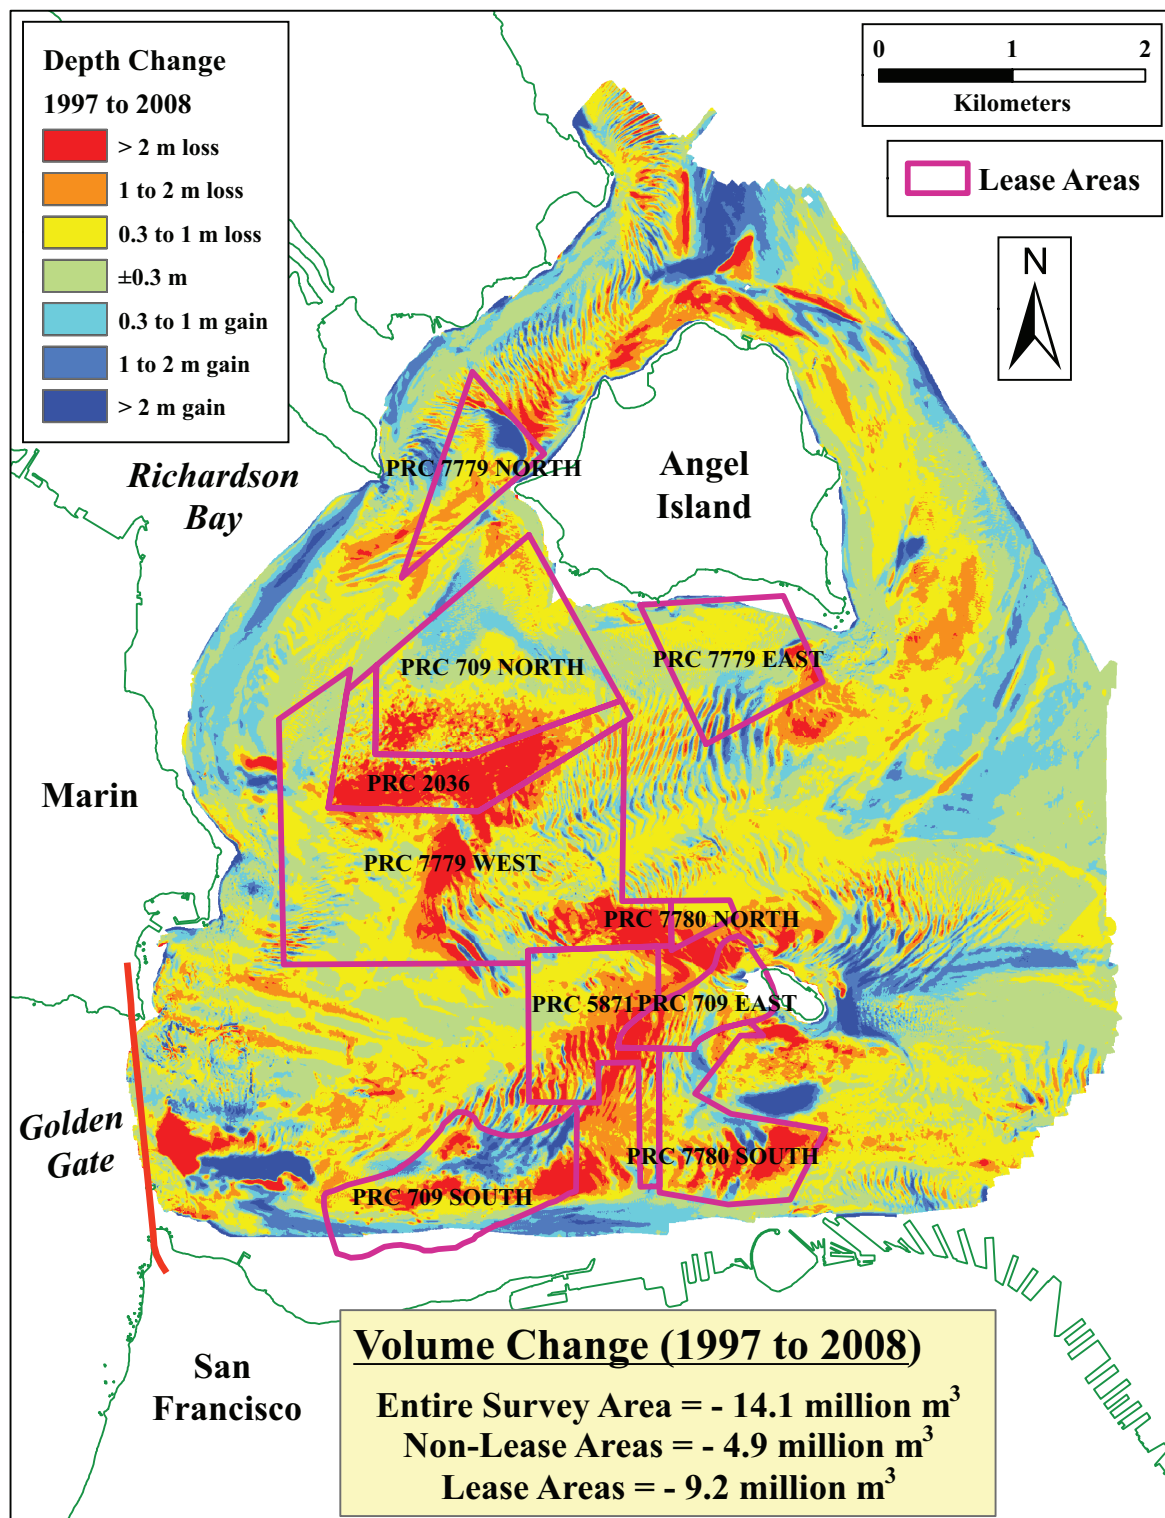 Depth Change
1997 to 2008
> 2 m loss
1 to 2 m loss
0.3 to 1 m loss
±0.3 m
0.3 to 1 m gain
1 to 2 m gain
> 2 m gain
0 1 2
Kilometers
Lease Areas
N
Richardson
Bay
PRC 7779 NORTH
Angel
Island
PRC 709 NORTH
PRC 7779 EAST
Marin
PRC 2036
PRC 7779 WEST
PRC 7780 NORTH
PRC 5871
PRC 709 EAST
Golden
Gate
PRC 7780 SOUTH
PRC 709 SOUTH
San
Francisco
Volume Change (1997 to 2008)
Entire Survey Area = - 14.1 million m³
Non-Lease Areas = - 4.9 million m³
Lease Areas = - 9.2 million m³